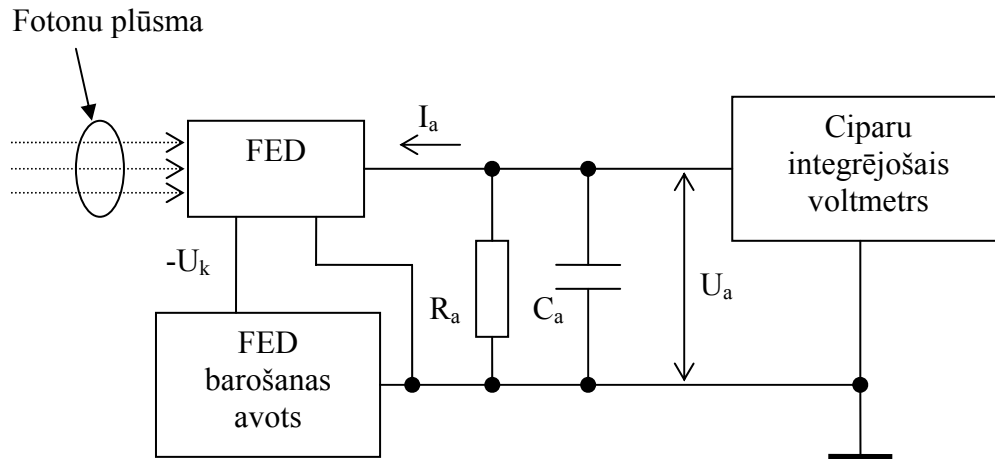 Fotonu plūsma
FED
I_a
Ciparu
integrējošais
voltmetrs
-U_k
R_a
C_a
U_a
FED
barošanas
avots